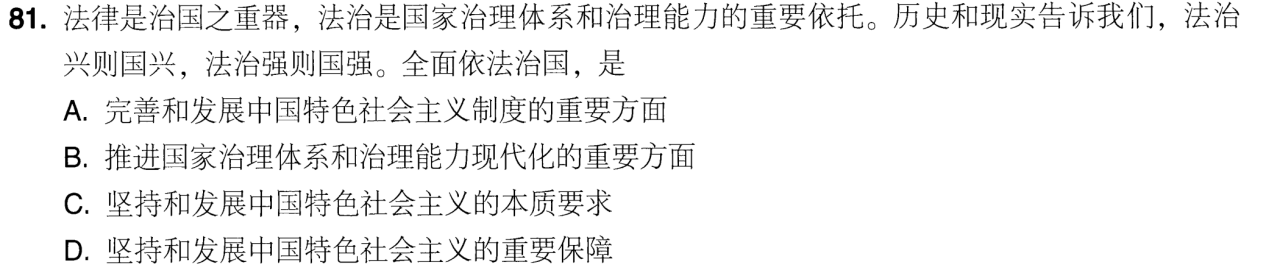 81. 法律是治国之重器，法治是国家治理体系和治理能力的重要依托。历史和现实告诉我们，法治
兴则国兴，法治强则国强。全面依法治国，是
A. 完善和发展中国特色社会主义制度的重要方面
B. 推进国家治理体系和治理能力现代化的重要方面
C. 坚持和发展中国特色社会主义的本质要求
D. 坚持和发展中国特色社会主义的重要保障